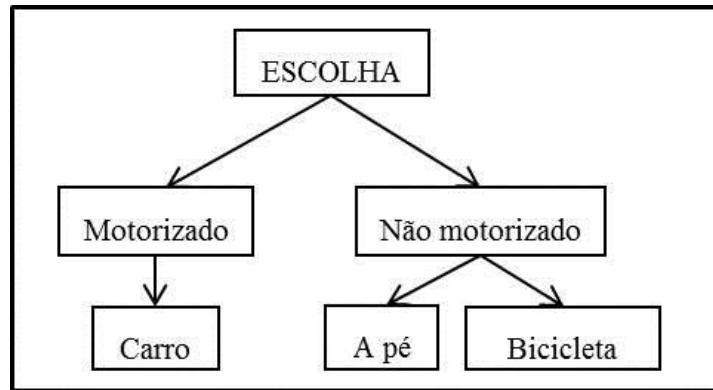 ESCOLHA
Motorizado
Não motorizado
Carro
A pé
Bicicleta